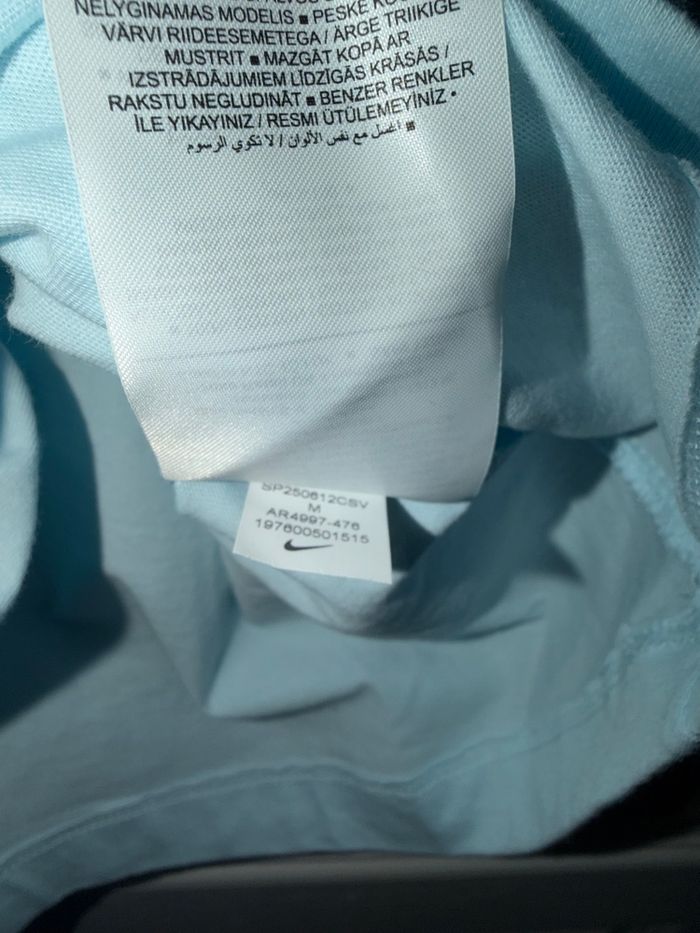 NELYGINAMAS MODELIS ■ PESKE
VÄRVI RIIDEESEMETEGA / ÄRGE TRIIKIGE
MUSTRIT ■ MAZGĀT KOPĀ AR
IZSTRĀDĀJUMIEM LĪDZĪGĀS KRĀSĀS /
RAKSTU NEGLUDINĀT ■ BENZER RENKLER
İLE YIKAYINIZ / RESMI ÜTÜLEMEYİNİZ •
■ اغسل مع نفس الألوان / لا تكوي الرسوم
SP250612CSV
M
AR4997-476
197600501515